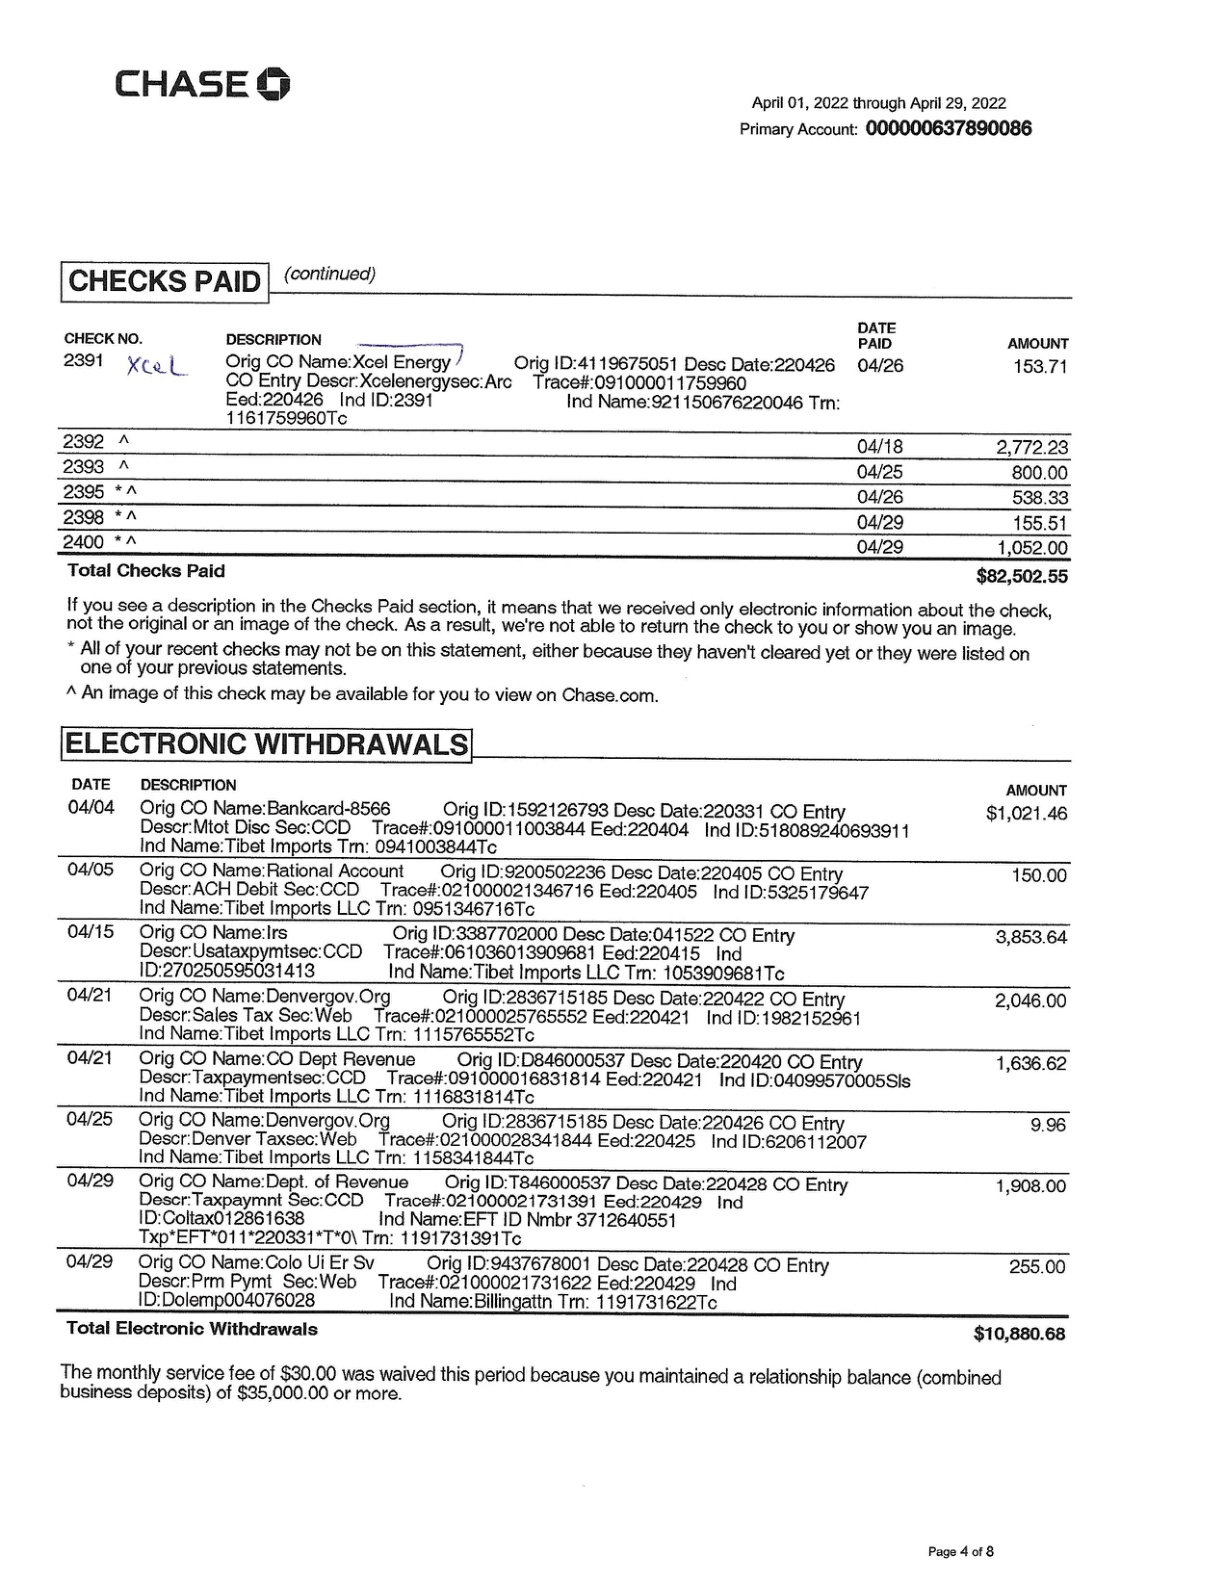 CHASE
April 01, 2022 through April 29, 2022
Primary Account: 000000637890086
CHECKS PAID (continued)
CHECK NO. DESCRIPTION DATE PAID AMOUNT
2391 Xcel Orig CO Name:Xcel Energy Orig ID:4119675051 Desc Date:220426 04/26 153.71
CO Entry Descr:Xcelenergysec:Arc Trace#:091000011759960
Eed:220426 Ind ID:2391 Ind Name:921150676220046 Trn:
1161759960Tc
2392 ^ 04/18 2,772.23
2393 ^ 04/25 800.00
2395 * ^ 04/26 538.33
2398 * ^ 04/29 155.51
2400 * ^ 04/29 1,052.00
Total Checks Paid $82,502.55
If you see a description in the Checks Paid section, it means that we received only electronic information about the check,
not the original or an image of the check. As a result, we're not able to return the check to you or show you an image.
* All of your recent checks may not be on this statement, either because they haven't cleared yet or they were listed on
one of your previous statements.
^ An image of this check may be available for you to view on Chase.com.
ELECTRONIC WITHDRAWALS
DATE DESCRIPTION AMOUNT
04/04 Orig CO Name:Bankcard-8566 Orig ID:1592126793 Desc Date:220331 CO Entry $1,021.46
Descr:Mtot Disc Sec:CCD Trace#:091000011003844 Eed:220404 Ind ID:518089240693911
Ind Name:Tibet Imports Trn: 0941003844Tc
04/05 Orig CO Name:Rational Account Orig ID:9200502236 Desc Date:220405 CO Entry 150.00
Descr:ACH Debit Sec:CCD Trace#:021000021346716 Eed:220405 Ind ID:5325179647
Ind Name:Tibet Imports LLC Trn: 0951346716Tc
04/15 Orig CO Name:Irs Orig ID:3387702000 Desc Date:041522 CO Entry 3,853.64
Descr:Usataxpymtsec:CCD Trace#:061036013909681 Eed:220415 Ind
ID:270250595031413 Ind Name:Tibet Imports LLC Trn: 1053909681Tc
04/21 Orig CO Name:Denvergov.Org Orig ID:2836715185 Desc Date:220422 CO Entry 2,046.00
Descr:Sales Tax Sec:Web Trace#:021000025765552 Eed:220421 Ind ID:1982152961
Ind Name:Tibet Imports LLC Trn: 1115765552Tc
04/21 Orig CO Name:CO Dept Revenue Orig ID:D846000537 Desc Date:220420 CO Entry 1,636.62
Descr:Taxpaymentsec:CCD Trace#:091000016831814 Eed:220421 Ind ID:04099570005Sls
Ind Name:Tibet Imports LLC Trn: 1116831814Tc
04/25 Orig CO Name:Denvergov.Org Orig ID:2836715185 Desc Date:220426 CO Entry 9.96
Descr:Denver Taxsec:Web Trace#:021000028341844 Eed:220425 Ind ID:6206112007
Ind Name:Tibet Imports LLC Trn: 1158341844Tc
04/29 Orig CO Name:Dept. of Revenue Orig ID:T846000537 Desc Date:220428 CO Entry 1,908.00
Descr:Taxpaymnt Sec:CCD Trace#:021000021731391 Eed:220429 Ind
ID:Coltax012861638 Ind Name:EFT ID Nmbr 3712640551
Txp*EFT*011*220331*T*0\ Trn: 1191731391Tc
04/29 Orig CO Name:Colo Ui Er Sv Orig ID:9437678001 Desc Date:220428 CO Entry 255.00
Descr:Prm Pymt Sec:Web Trace#:021000021731622 Eed:220429 Ind
ID:Dolemp004076028 Ind Name:Billingattn Trn: 1191731622Tc
Total Electronic Withdrawals $10,880.68
The monthly service fee of $30.00 was waived this period because you maintained a relationship balance (combined
business deposits) of $35,000.00 or more.
Page 4 of 8